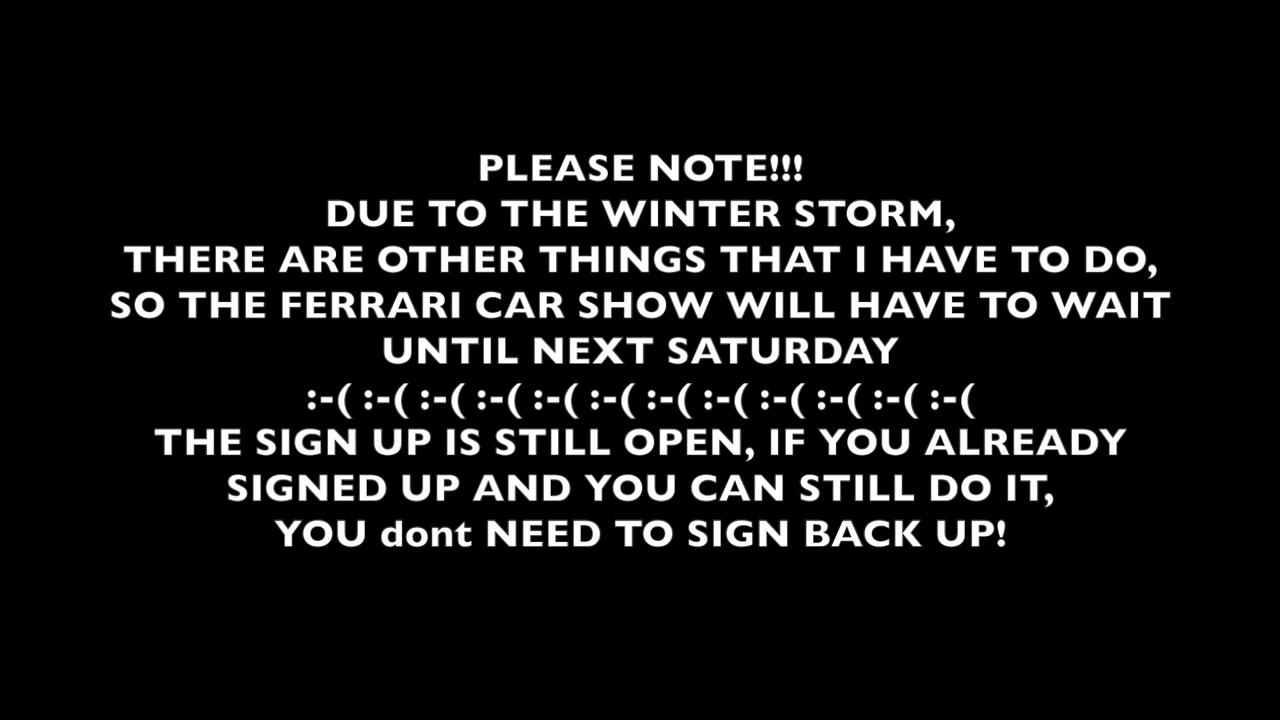 PLEASE NOTE!!!
DUE TO THE WINTER STORM,
THERE ARE OTHER THINGS THAT I HAVE TO DO,
SO THE FERRARI CAR SHOW WILL HAVE TO WAIT
UNTIL NEXT SATURDAY
:-( :-( :-( :-( :-( :-( :-( :-( :-( :-( :-( :-(
THE SIGN UP IS STILL OPEN, IF YOU ALREADY
SIGNED UP AND YOU CAN STILL DO IT,
YOU dont NEED TO SIGN BACK UP!